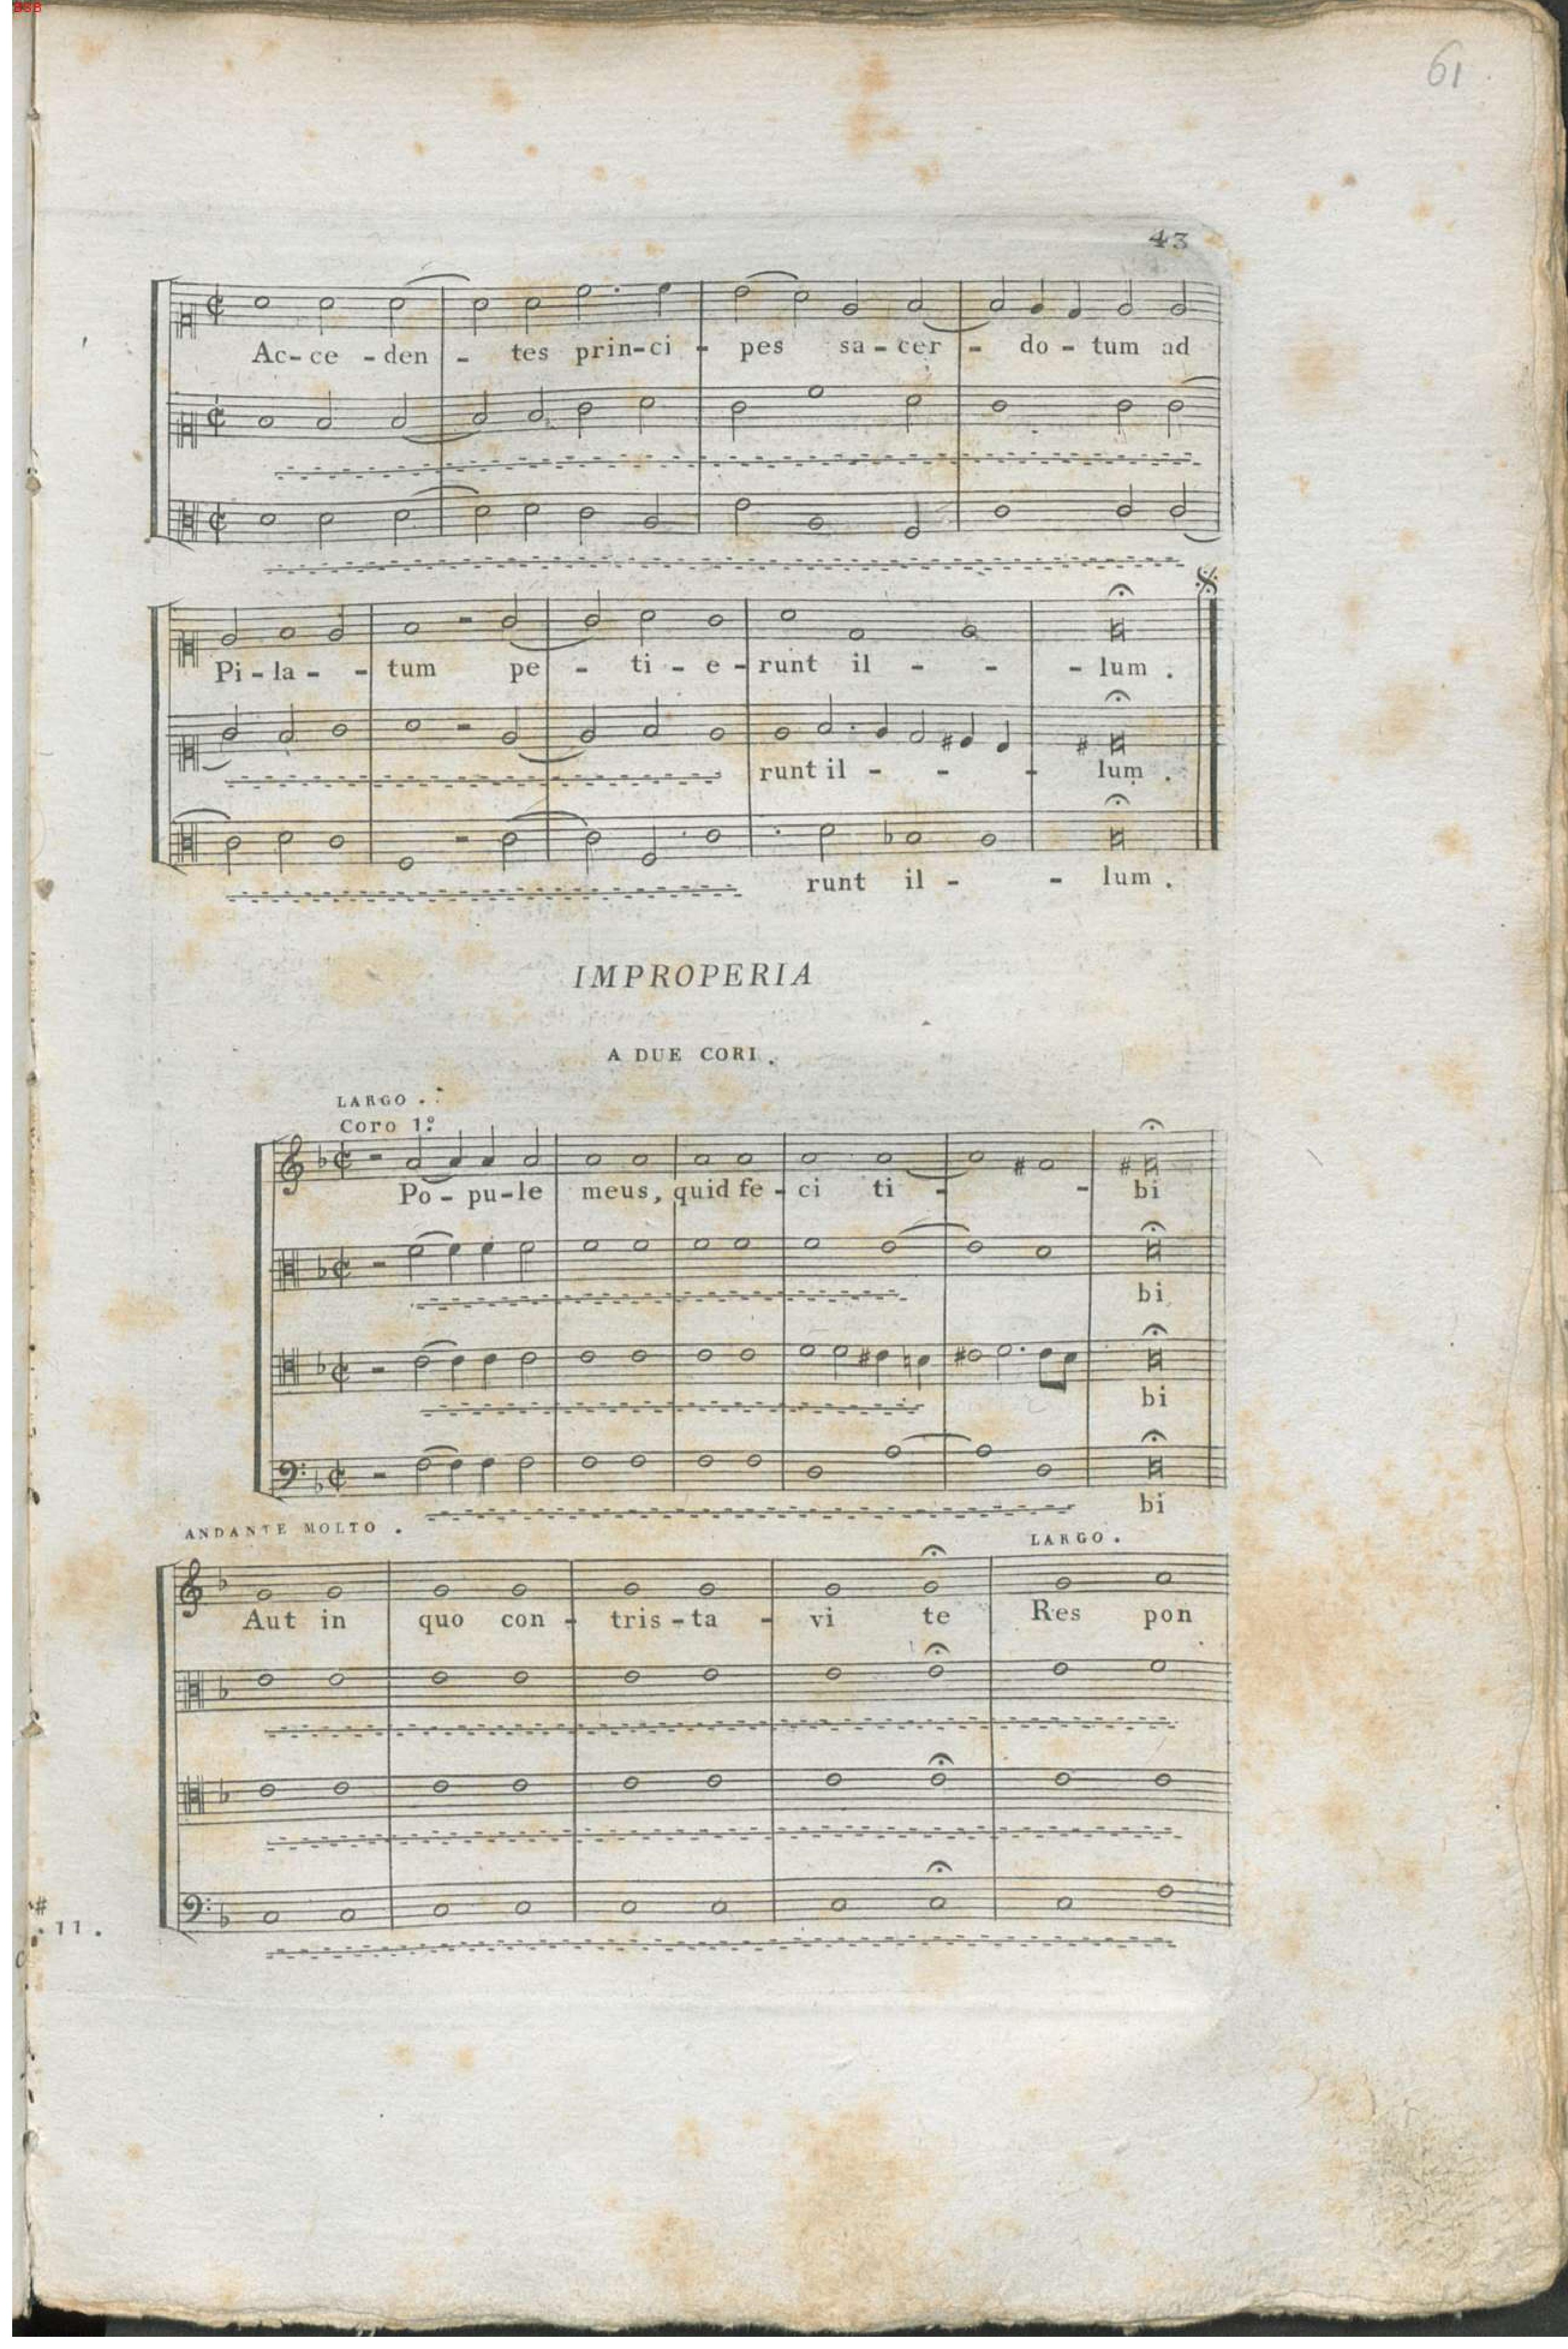 888
61
43
Ac-ce-den - tes prin-ci - pes sa-cer - do-tum ad
Pi-la - - tum pe - ti-e-runt il - - - lum.
runt il - - - lum.
runt il - - lum.
IMPROPERIA
A DUE CORI.
LARGO.
Coro 1º
Po-pu-le meus, quid fe-ci ti - - bi
bi
bi
bi
ANDANTE MOLTO.
LARGO.
Aut in quo con-tris-ta-vi te Res pon
11.